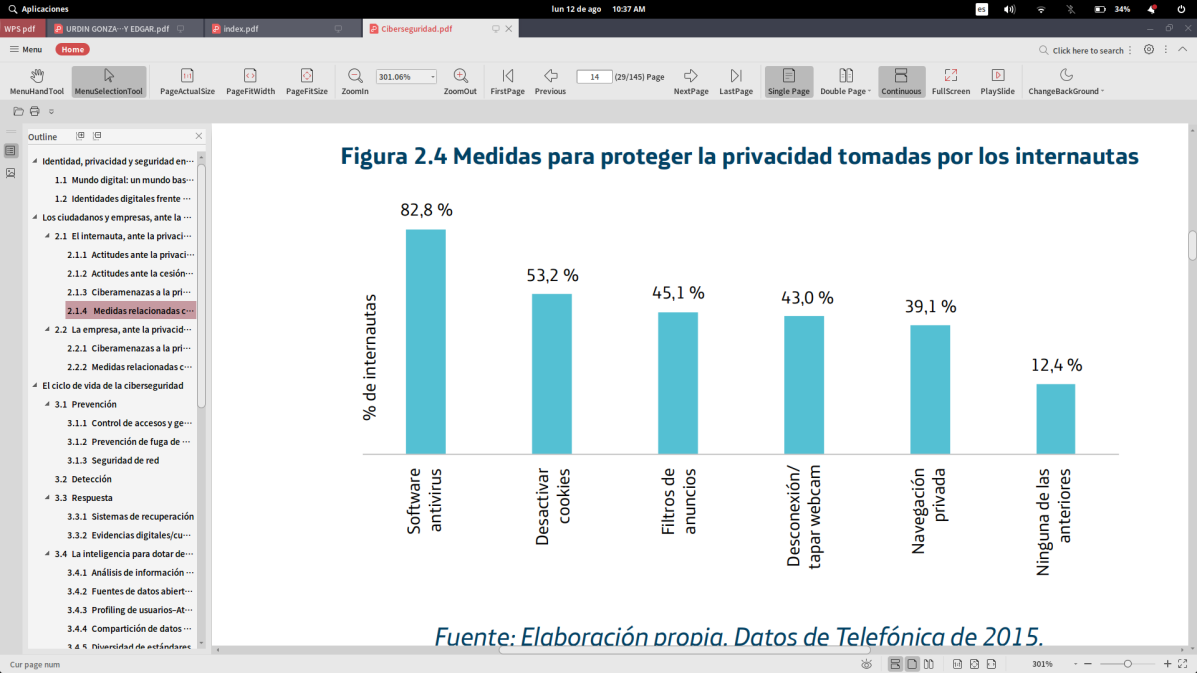 Aplicaciones
lun 12 de ago 10:37 AM
es
34%
WPS pdf
URDIN GONZA···Y EDGAR.pdf
index.pdf
Ciberseguridad.pdf
Menu
Home
Click here to search
MenuHandTool
MenuSelectionTool
PageActualSize
PageFitWidth
PageFitSize
ZoomIn
301.06%
ZoomOut
FirstPage
Previous
14
(29/145) Page
NextPage
LastPage
Single Page
Double Page
Continuous
FullScreen
PlaySlide
ChangeBackGround
Outline
Identidad, privacidad y seguridad en···
1.1 Mundo digital: un mundo bas···
1.2 Identidades digitales frente ···
Los ciudadanos y empresas, ante la ···
2.1 El internauta, ante la privaci···
2.1.1 Actitudes ante la privaci···
2.1.2 Actitudes ante la cesión···
2.1.3 Ciberamenazas a la pri···
2.1.4 Medidas relacionadas c···
2.2 La empresa, ante la privacid···
2.2.1 Ciberamenazas a la pri···
2.2.2 Medidas relacionadas c···
El ciclo de vida de la ciberseguridad
3.1 Prevención
3.1.1 Control de accesos y ge···
3.1.2 Prevención de fuga de ···
3.1.3 Seguridad de red
3.2 Detección
3.3 Respuesta
3.3.1 Sistemas de recuperación
3.3.2 Evidencias digitales/cu···
3.4 La inteligencia para dotar de···
3.4.1 Análisis de información ···
3.4.2 Fuentes de datos abiert···
3.4.3 Profiling de usuarios-At···
3.4.4 Compartición de datos ···
3.4.5 Diversidad de estándares
Figura 2.4 Medidas para proteger la privacidad tomadas por los internautas
% de internautas
82,8 %
53,2 %
45,1 %
43,0 %
39,1 %
12,4 %
Software
antivirus
Desactivar
cookies
Filtros de
anuncios
Desconexión/
tapar webcam
Navegación
privada
Ninguna de las
anteriores
Fuente: Elaboración propia. Datos de Telefónica de 2015.
Cur page num
301%